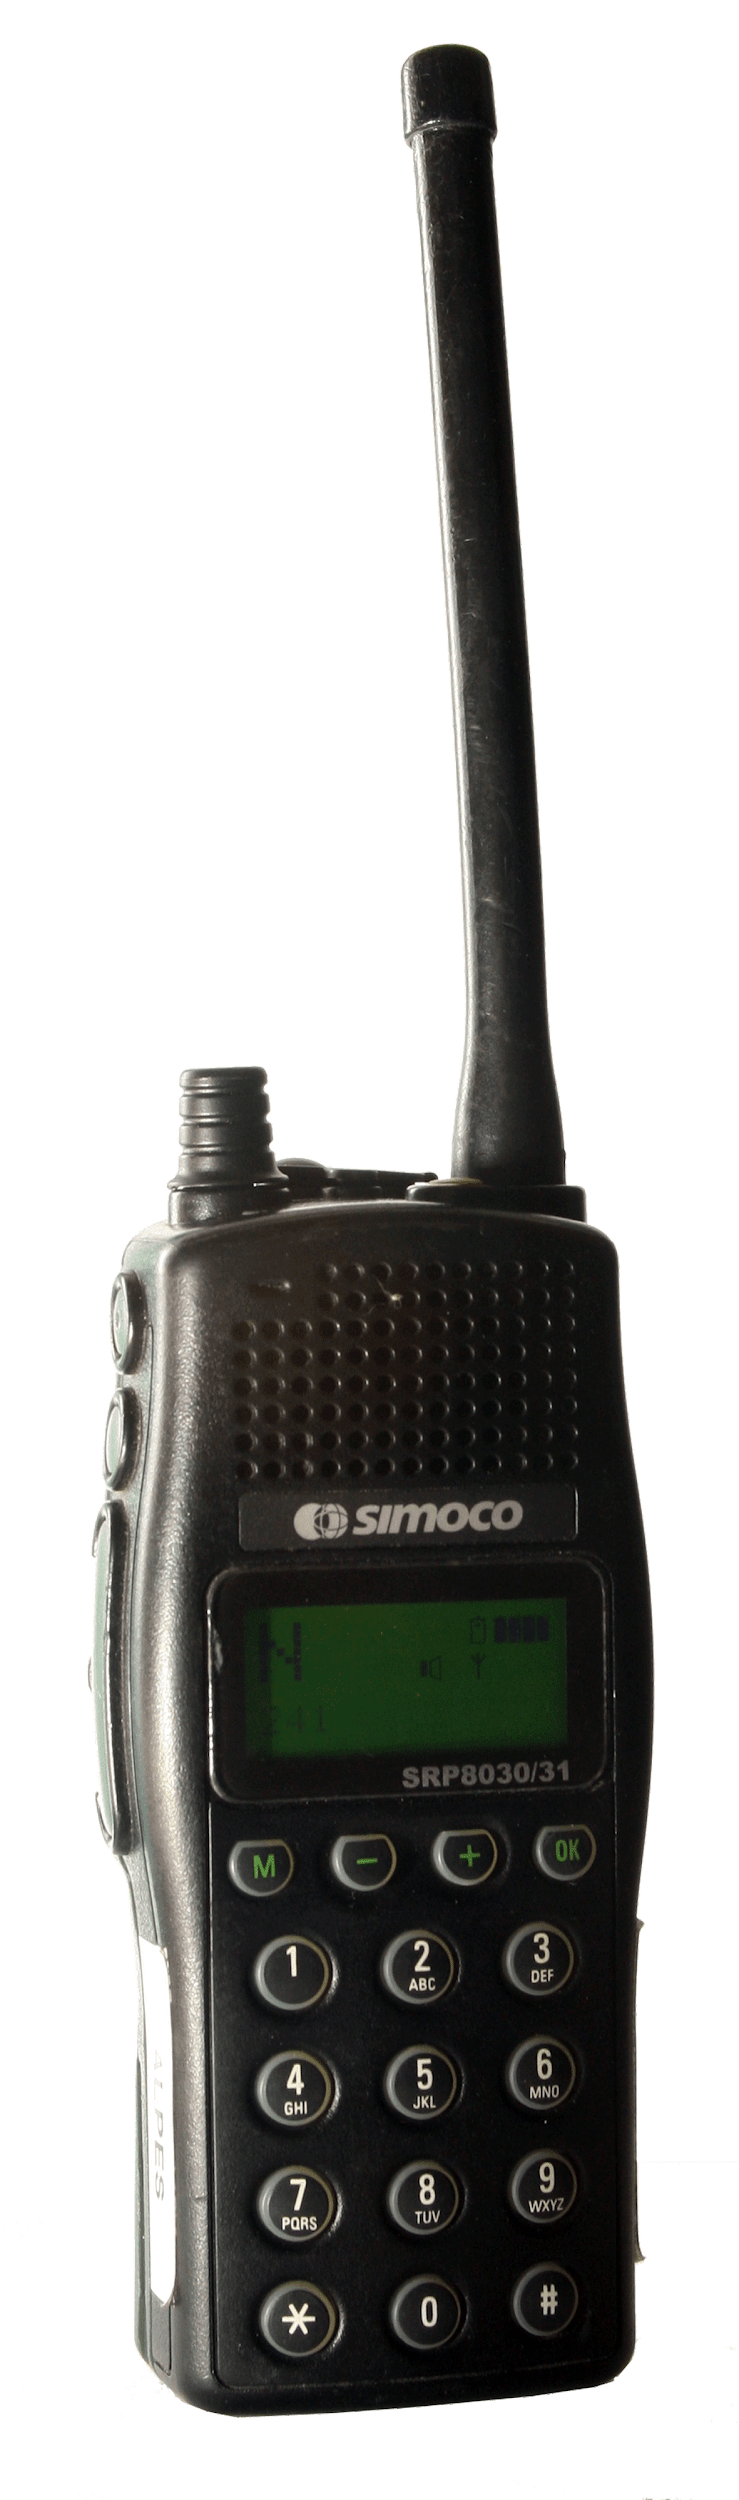 SIMOCO
N
SRP8030/31
M - + OK
1 2 3
ABC DEF
4 5 6
GHI JKL MNO
7 8 9
PQRS TUV WXYZ
* 0 #
ALPES